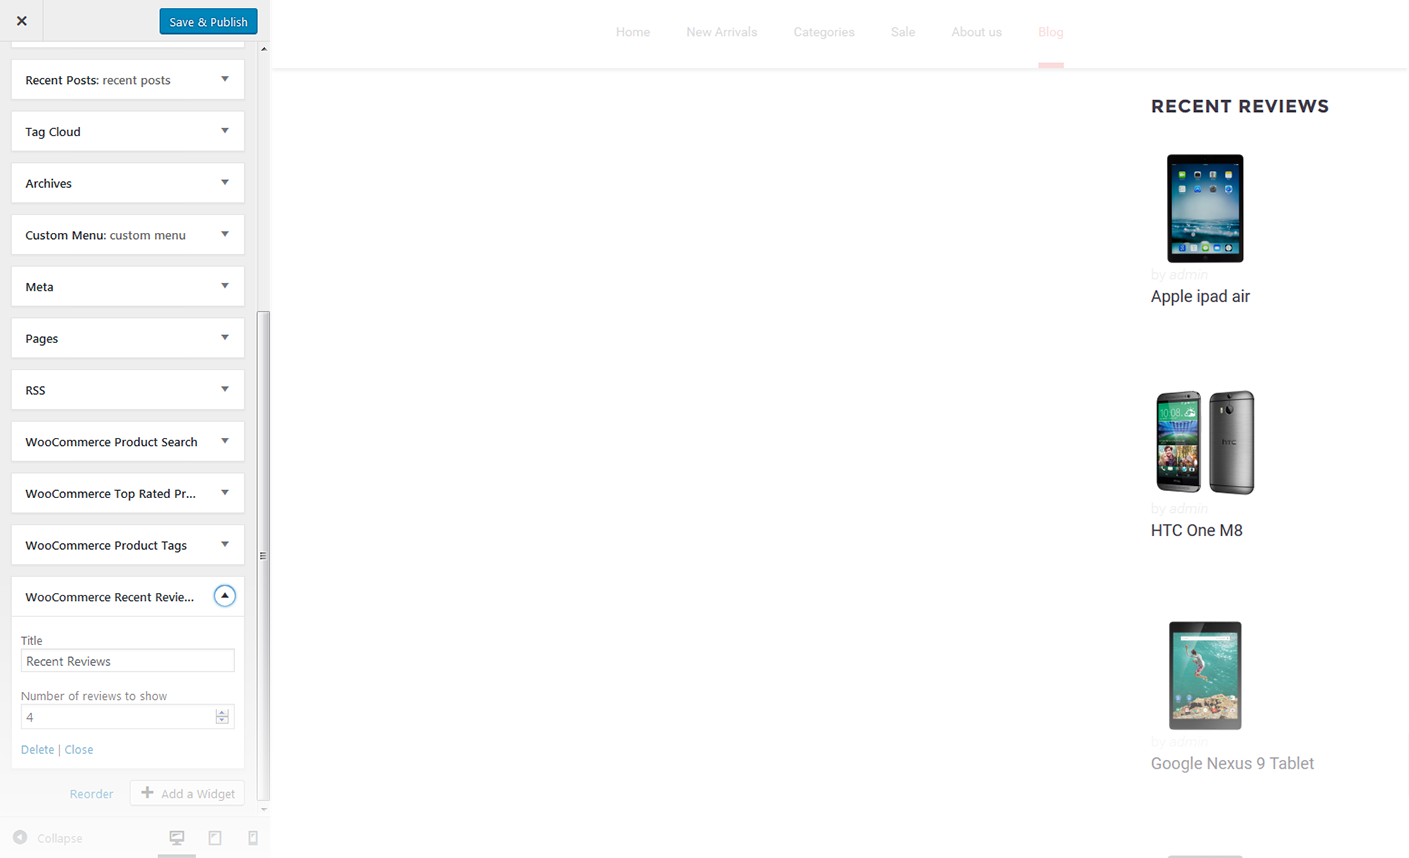 Save & Publish
Home New Arrivals Categories Sale About us Blog
Recent Posts: recent posts
Tag Cloud
Archives
Custom Menu: custom menu
Meta
Pages
RSS
WooCommerce Product Search
WooCommerce Top Rated Pr...
WooCommerce Product Tags
WooCommerce Recent Revie...
Title
Recent Reviews
Number of reviews to show
4
Delete | Close
Reorder
Add a Widget
Collapse
RECENT REVIEWS
by admin
Apple ipad air
10:08
hTC
by admin
HTC One M8
by admin
Google Nexus 9 Tablet